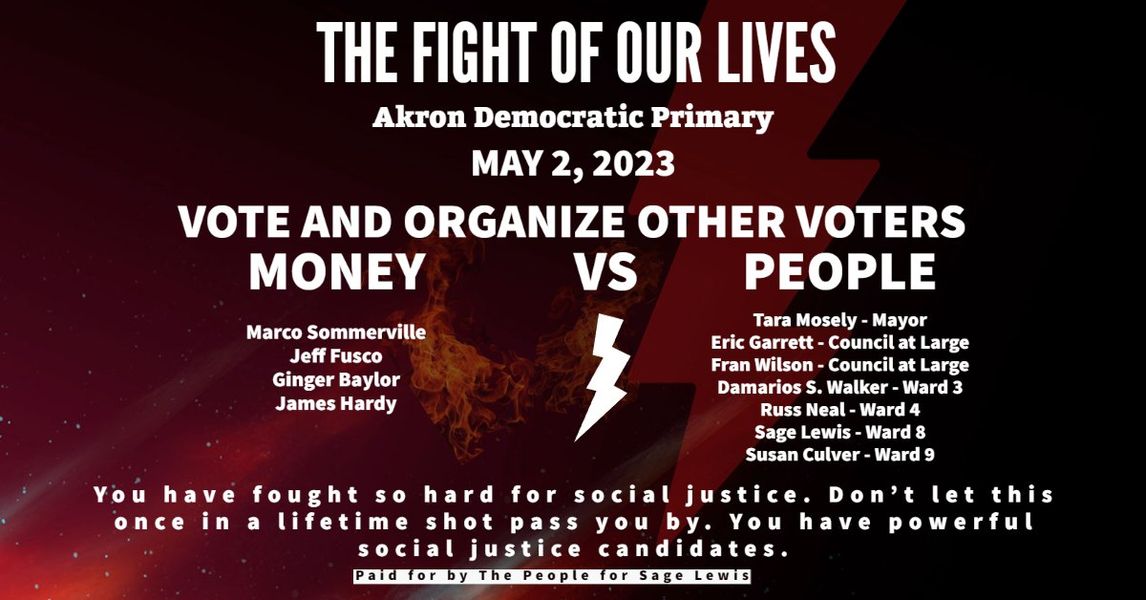 THE FIGHT OF OUR LIVES
Akron Democratic Primary
MAY 2, 2023
VOTE AND ORGANIZE OTHER VOTERS
MONEY VS PEOPLE
Marco Sommerville
Jeff Fusco
Ginger Baylor
James Hardy
Tara Mosely - Mayor
Eric Garrett - Council at Large
Fran Wilson - Council at Large
Damarios S. Walker - Ward 3
Russ Neal - Ward 4
Sage Lewis - Ward 8
Susan Culver - Ward 9
You have fought so hard for social justice. Don’t let this
once in a lifetime shot pass you by. You have powerful
social justice candidates.
Paid for by The People for Sage Lewis